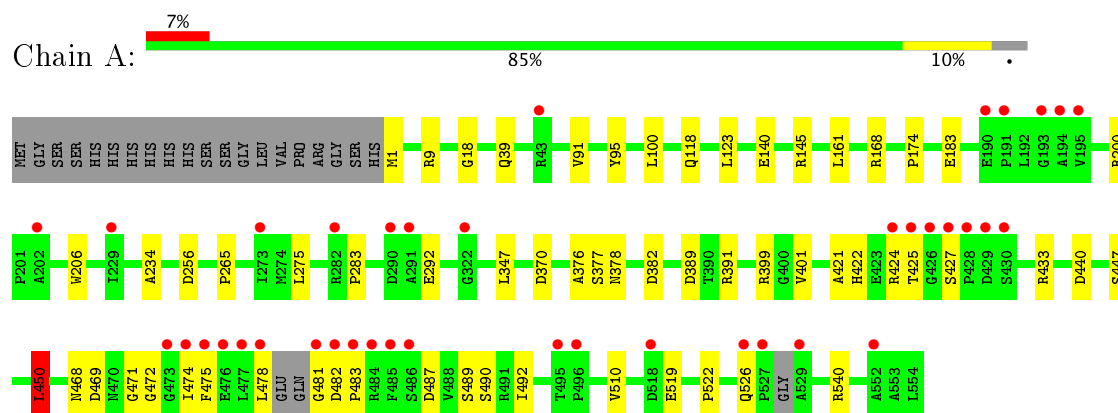 7%
Chain A:
85% 10% •
MET GLY SER SER HIS HIS HIS HIS HIS HIS SER SER GLY LEU VAL PRO ARG GLY SER HIS M1 R9 G18 Q39 R43 V91 Y95 L100 Q118 L123 E140 R145 L161 R168 P174 E183 E190 P191 L192 G193 A194 V195
P201 A202 W206 I229 A234 D256 P265 I273 M274 L275 R282 P283 D290 A291 E292 G322 L347 D370 A376 S377 N378 D382 D389 T390 R391 R399 G400 V401 A421 H422 E423 R424 T425 G426 S427 P428 D429 S430 R433 D440 S447
L450 N468 D469 N470 G471 G472 G473 I474 F475 E476 L477 L478 GLU GLN G481 D482 P483 R484 F485 S486 D487 V488 S489 S490 R491 I492 T495 P496 V510 D518 E519 P522 Q526 P527 GLY A529 R540 A552 A553 L554